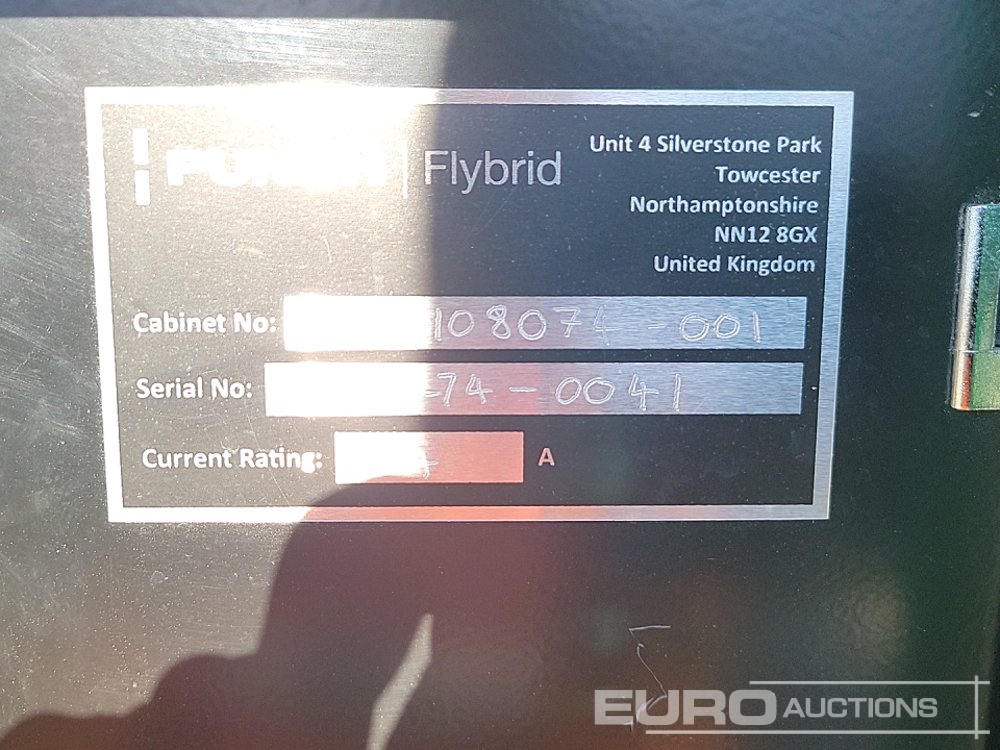 Flybrid
Unit 4 Silverstone Park
Towcester
Northamptonshire
NN12 8GX
United Kingdom
Cabinet No: 108074-001
Serial No: -74-0041
Current Rating: A
EURO AUCTIONS